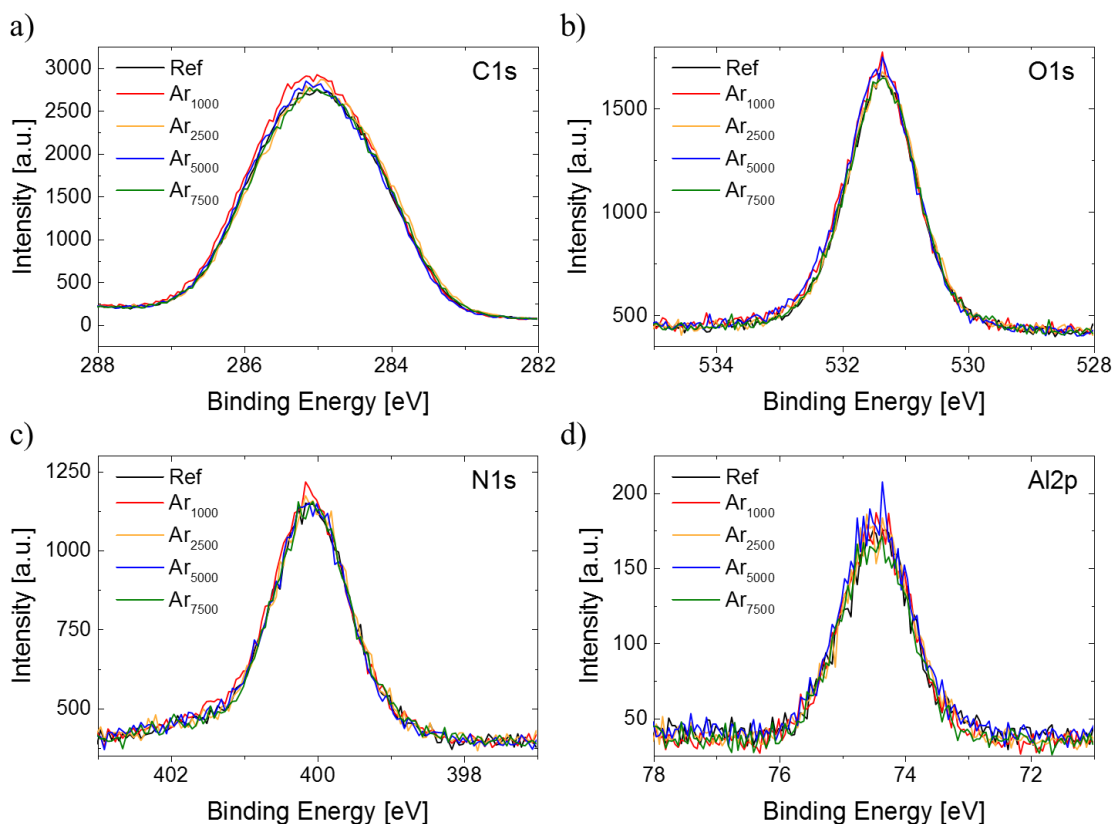 a)
C1s
Ref
Ar1000
Ar2500
Ar5000
Ar7500
3000
2500
2000
1500
1000
500
0
Intensity [a.u.]
288
286
284
282
Binding Energy [eV]
b)
O1s
Ref
Ar1000
Ar2500
Ar5000
Ar7500
1500
1000
500
Intensity [a.u.]
534
532
530
528
Binding Energy [eV]
c)
N1s
Ref
Ar1000
Ar2500
Ar5000
Ar7500
1250
1000
750
500
Intensity [a.u.]
402
400
398
Binding Energy [eV]
d)
Al2p
Ref
Ar1000
Ar2500
Ar5000
Ar7500
200
150
100
50
Intensity [a.u.]
78
76
74
72
Binding Energy [eV]